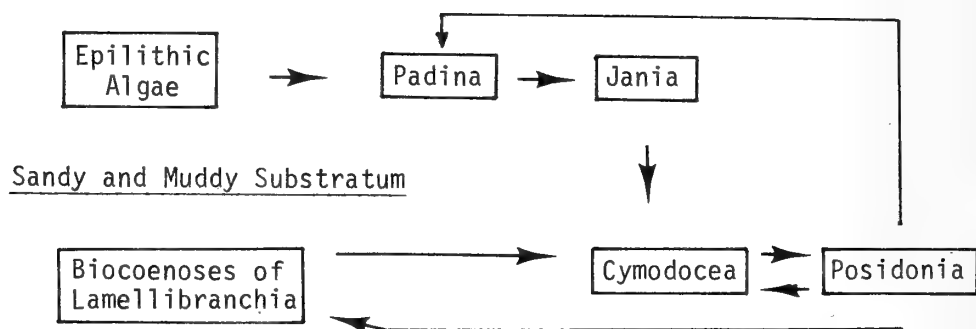 Epilithic
Algae
Padina
Jania
Sandy and Muddy Substratum
Biocoenoses of
Lamellibranchia
Cymodocea
Posidonia